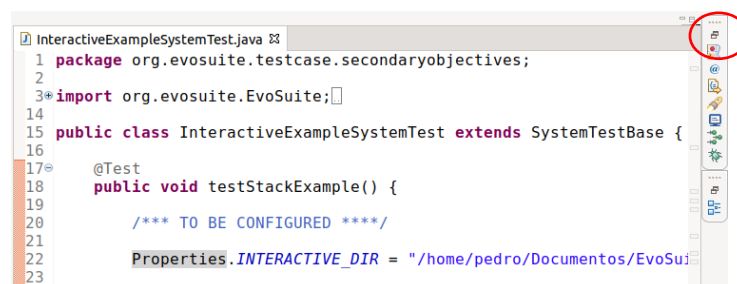 InteractiveExampleSystemTest.java
1 package org.evosuite.testcase.secondaryobjectives;
2
3 import org.evosuite.EvoSuite;
14
15 public class InteractiveExampleSystemTest extends SystemTestBase {
16
17 @Test
18 public void testStackExample() {
19
20 /*** TO BE CONFIGURED ****/
21
22 Properties.INTERACTIVE_DIR = "/home/pedro/Documentos/EvoSui
23